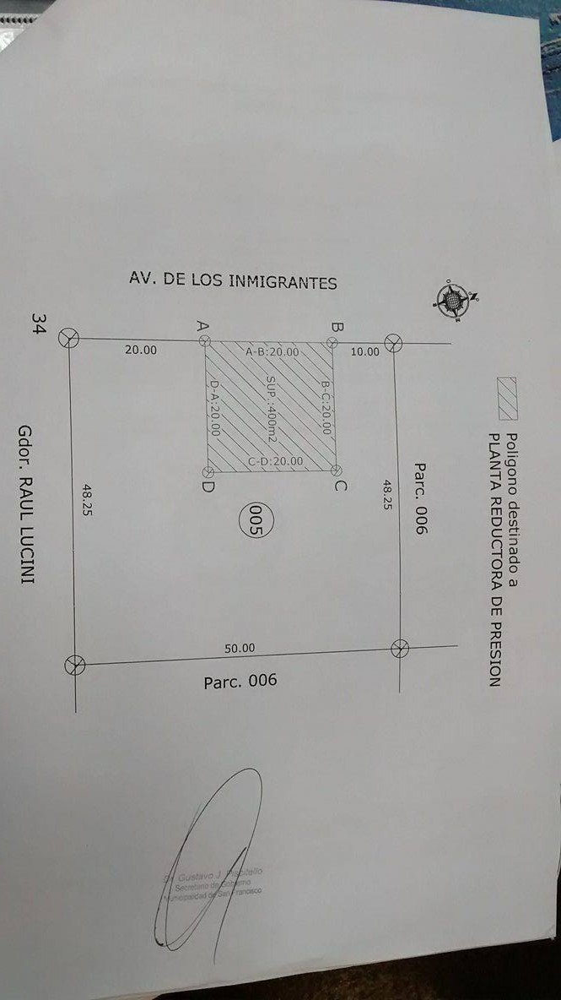 Poligono destinado a
PLANTA REDUCTORA DE PRESION
N
AV. DE LOS INMIGRANTES
Parc. 006
B
10.00
48.25
A
20.00
A-B:20.00
B-C:20.00
SUP.:400m2
D-A:20.00
C-D:20.00
C
D
005
50.00
Parc. 006
48.25
34
Gdor. RAUL LUCINI
Dr. Gustavo J. Piscitello
Secretario de Gobierno
Municipalidad de San Francisco